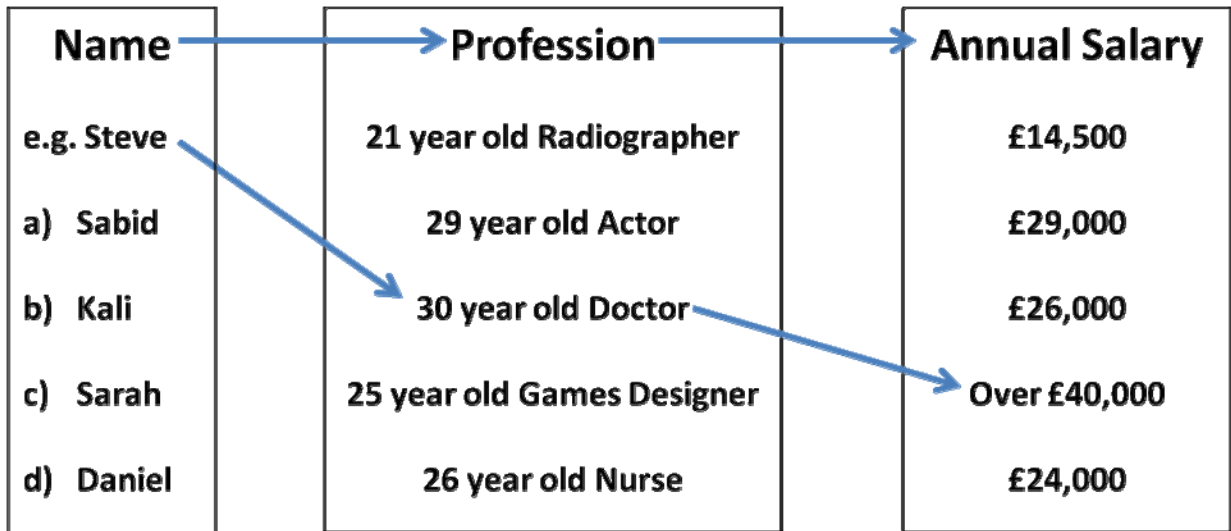 Name Profession Annual Salary
e.g. Steve 21 year old Radiographer £14,500
a) Sabid 29 year old Actor £29,000
b) Kali 30 year old Doctor £26,000
c) Sarah 25 year old Games Designer Over £40,000
d) Daniel 26 year old Nurse £24,000